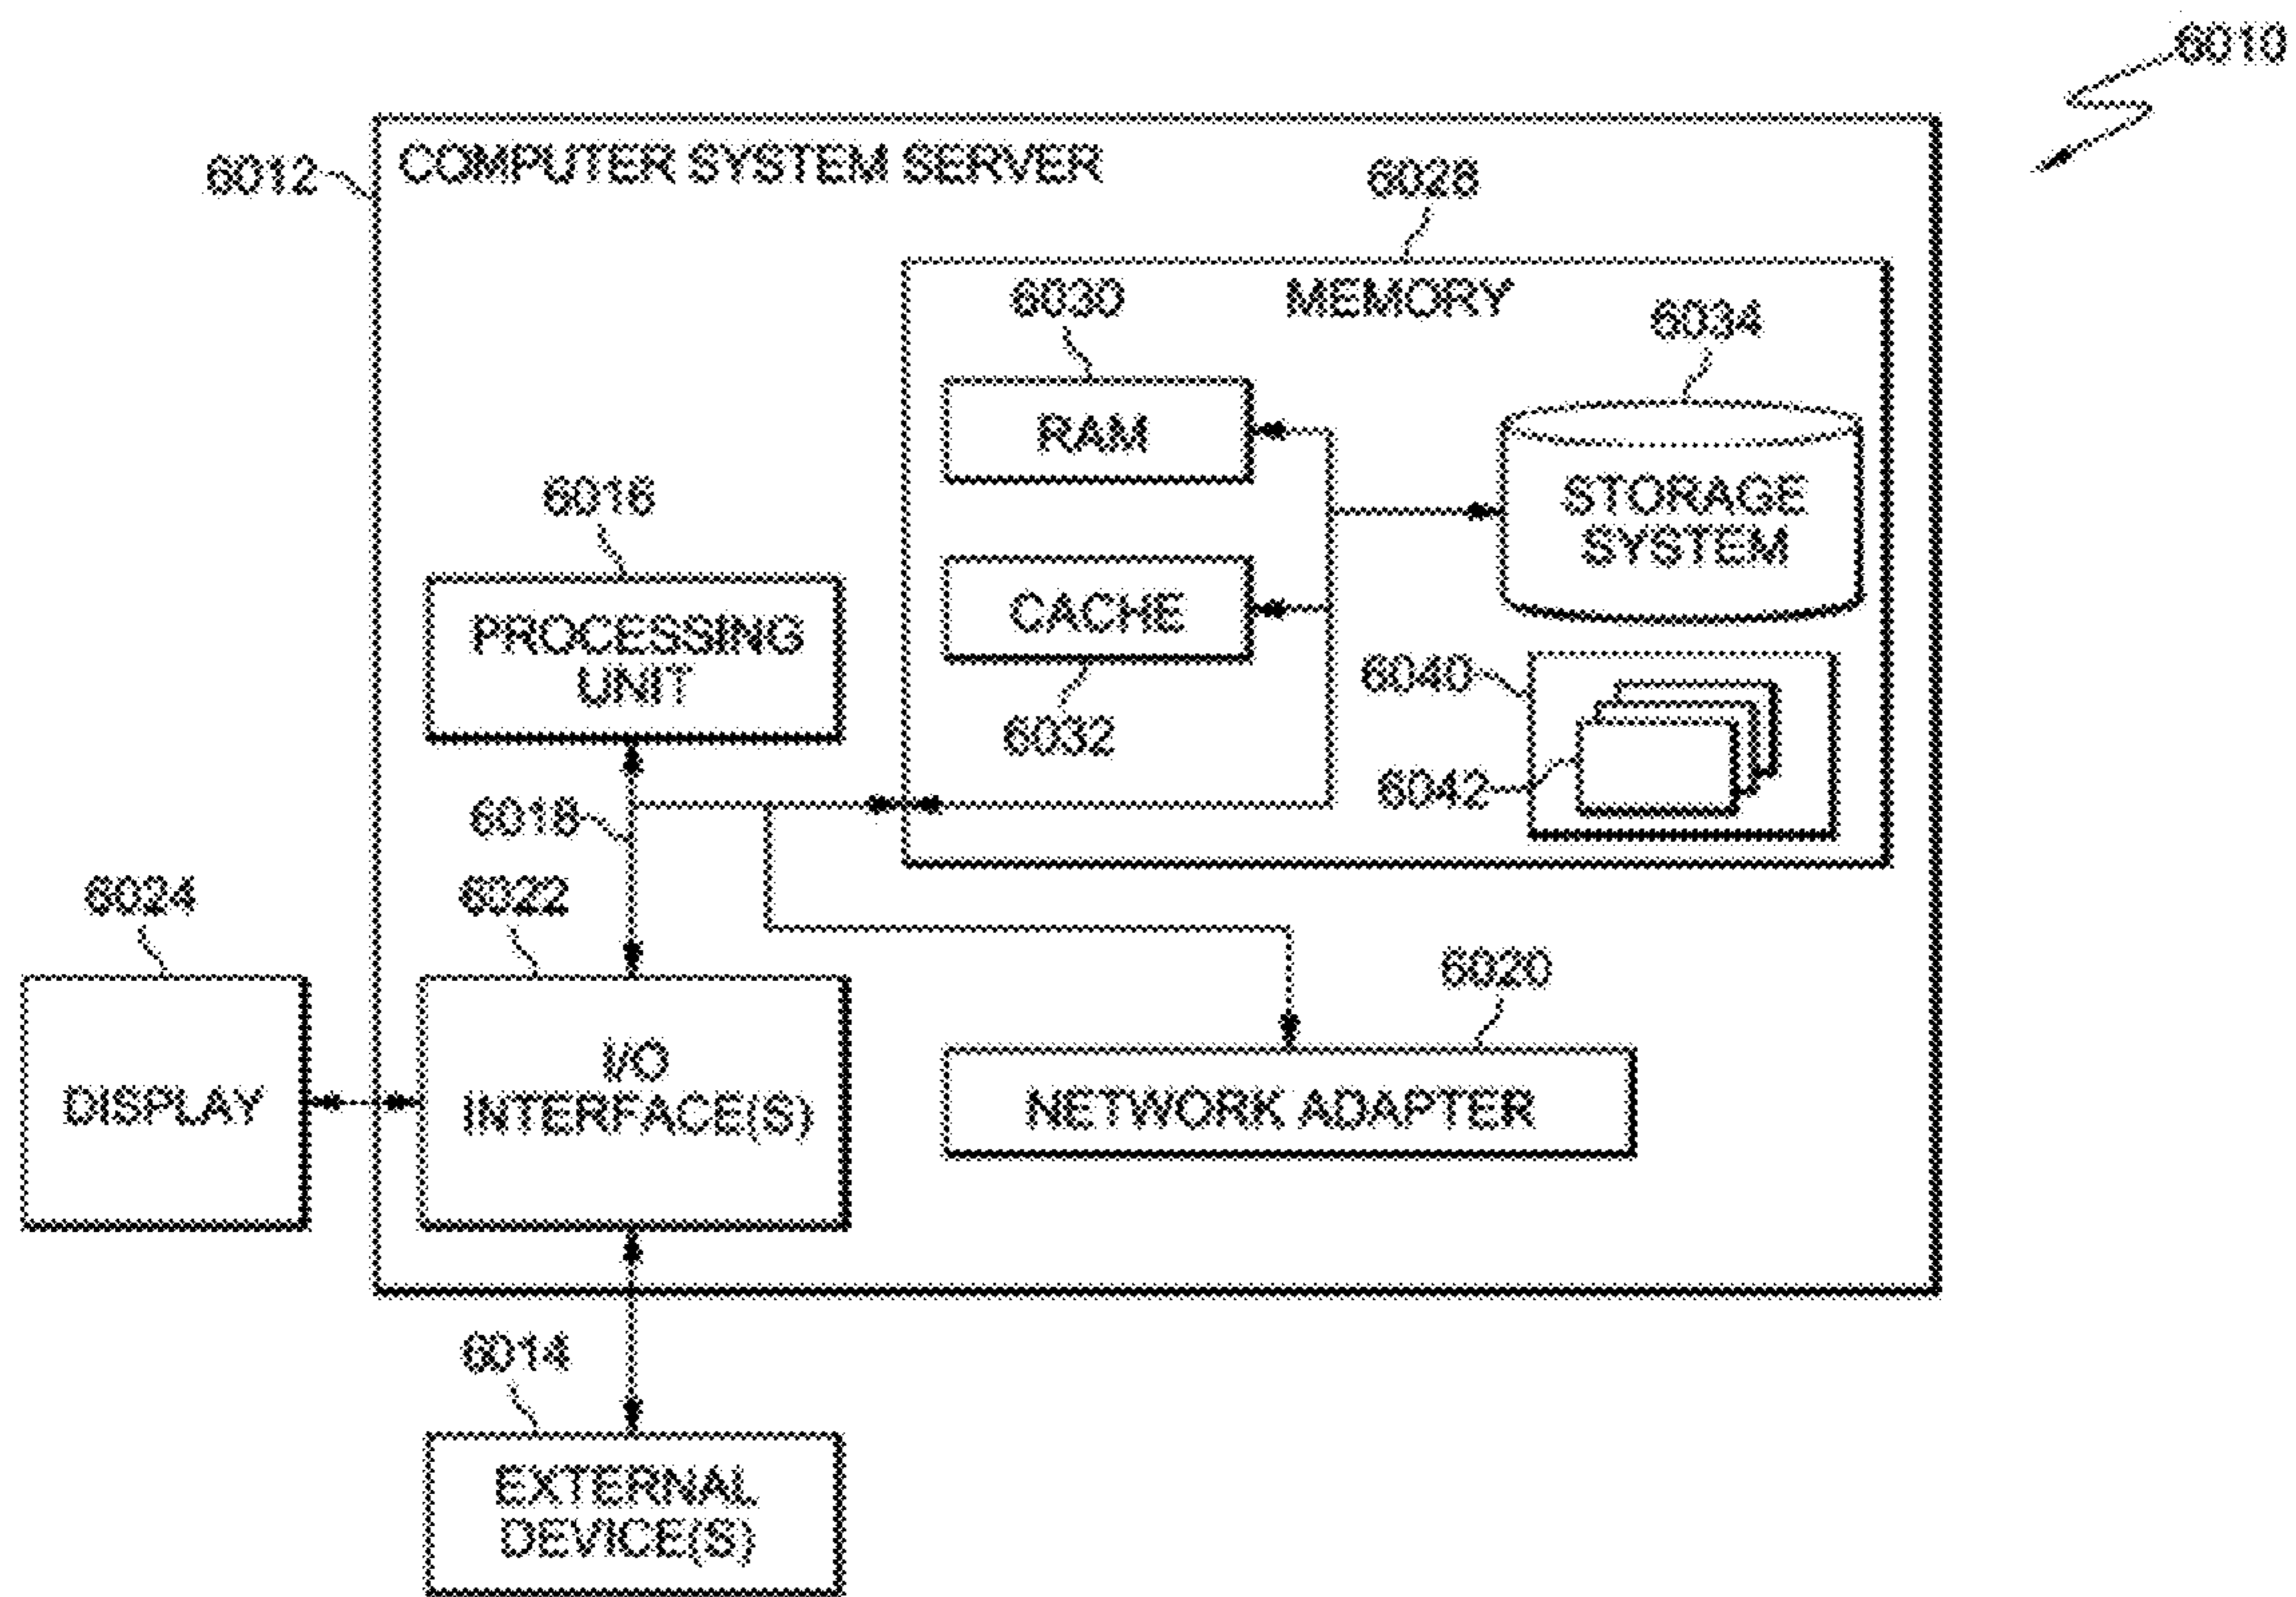 6010
6012
COMPUTER SYSTEM SERVER
6028
6030
MEMORY
6034
RAM
STORAGE
SYSTEM
6016
PROCESSING
UNIT
CACHE
6032
6040
6042
6018
6024
6022
6020
DISPLAY
I/O
INTERFACE(S)
NETWORK ADAPTER
6014
EXTERNAL
DEVICE(S)